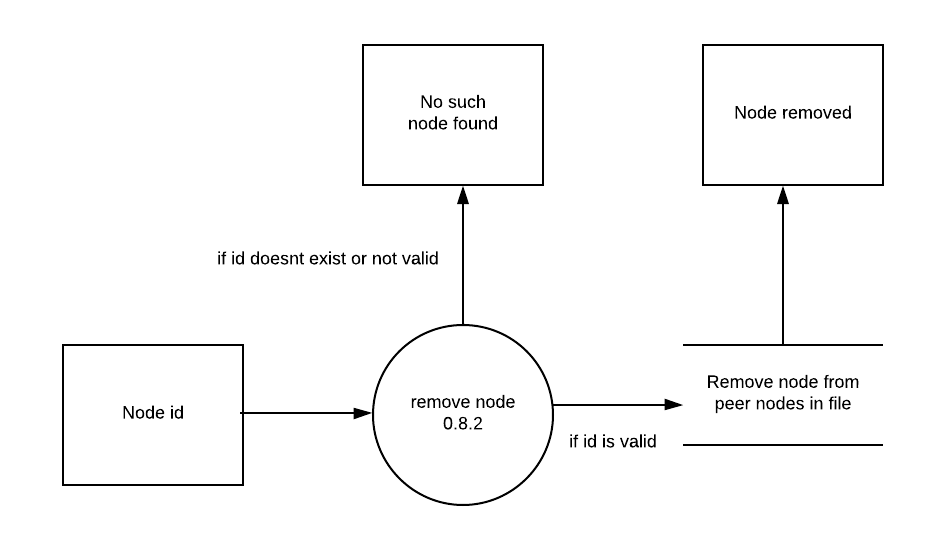 No such
node found
Node removed
if id doesnt exist or not valid
Node id
remove node
0.8.2
if id is valid
Remove node from
peer nodes in file